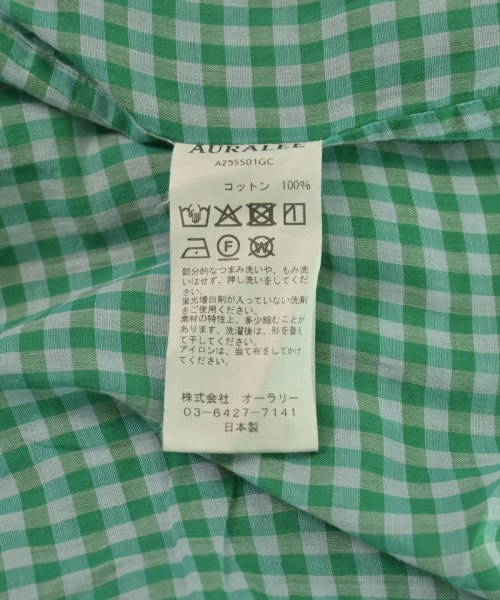 AURALEE
A25SS01GC
コットン 100%
F W
部分的なつまみ洗いや、もみ洗
いはせず、押し洗いをしてくだ
さい。
蛍光増白剤が入っていない洗剤
をご使用ください。
素材の特性上、多少縮むことが
あります。洗濯後は、形を整え
て干してください。
アイロンは、当て布をしてかけ
てください。
株式会社 オーラリー
03-6427-7141
日本製